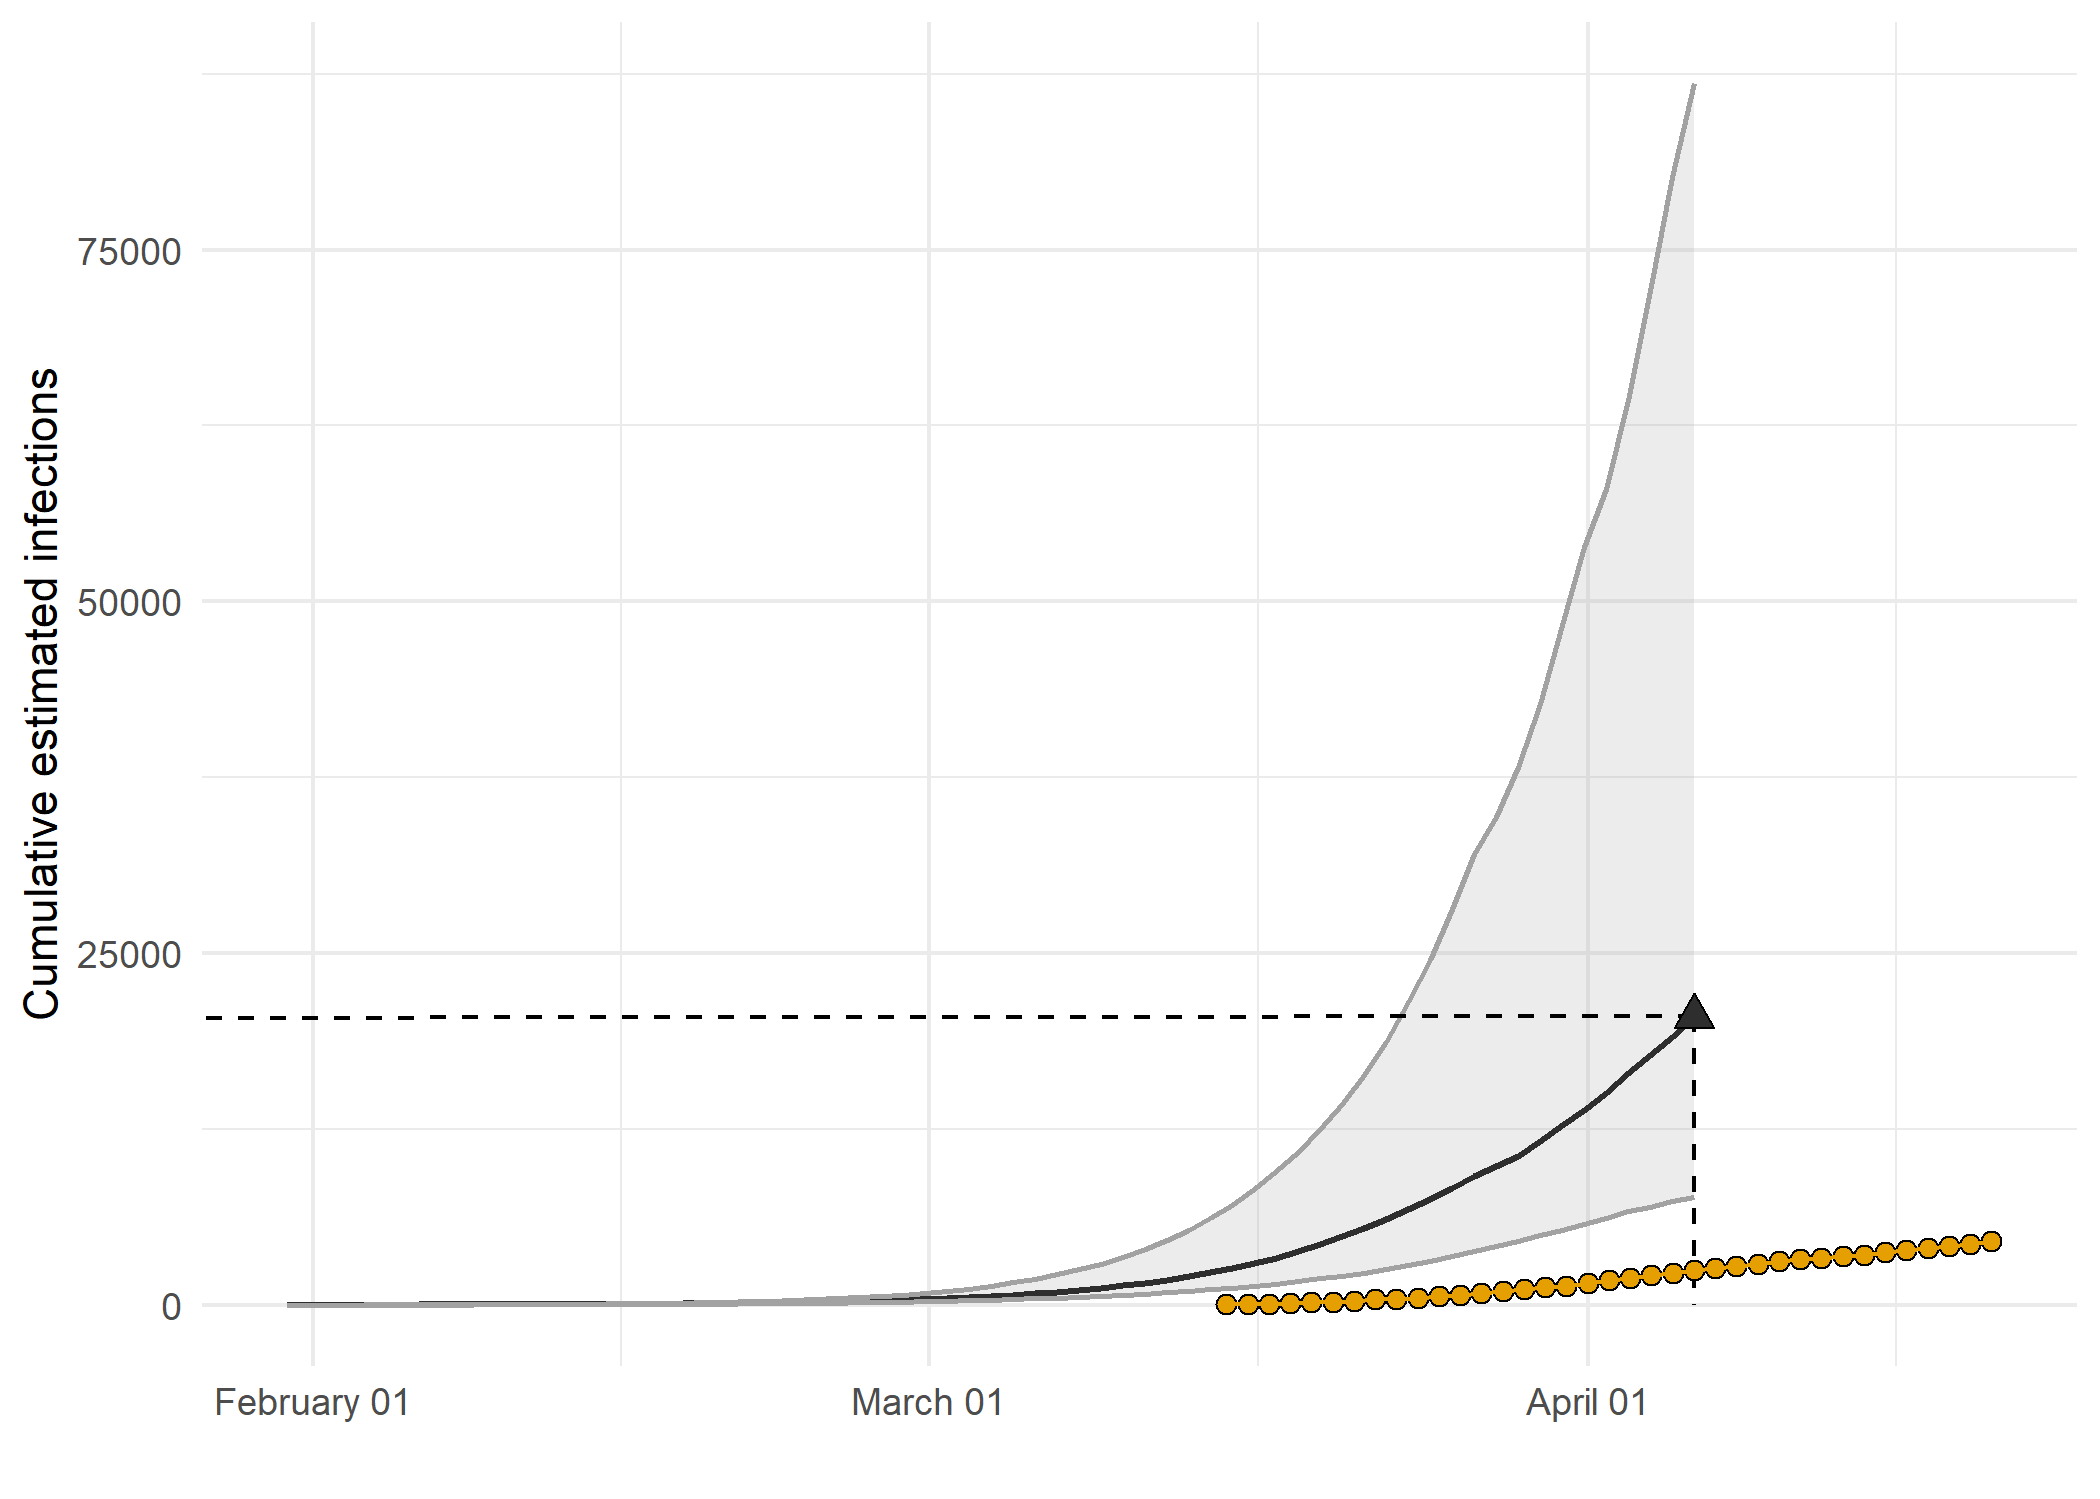 Cumulative estimated infections
75000
50000
25000
0
February 01
March 01
April 01